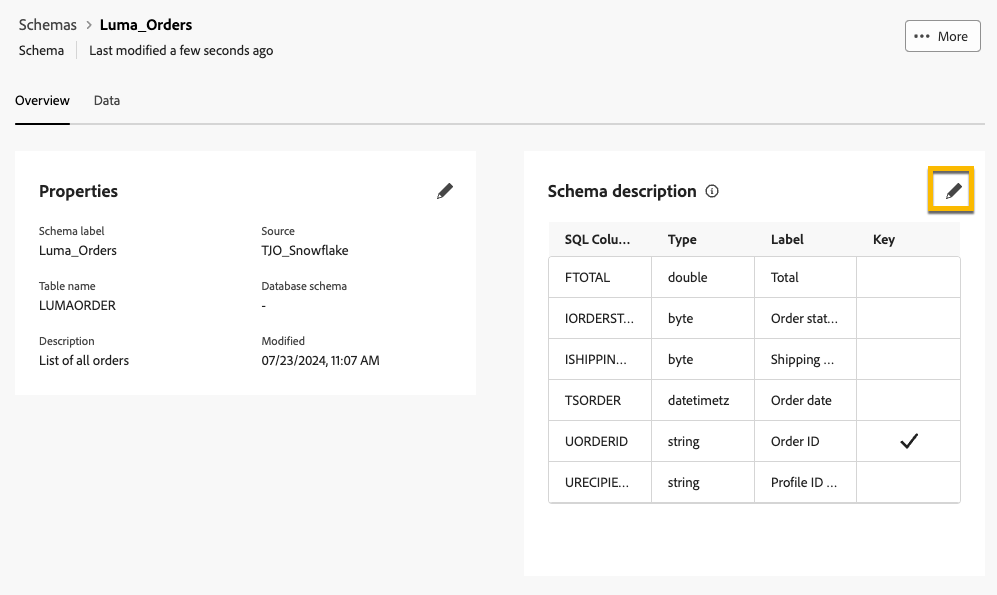 Schemas > Luma_Orders
Schema Last modified a few seconds ago
••• More
Overview Data
Properties
Schema label Source
Luma_Orders TJO_Snowflake
Table name Database schema
LUMAORDER -
Description Modified
List of all orders 07/23/2024, 11:07 AM
Schema description
SQL Colu... Type Label Key
FTOTAL double Total
IORDERST... byte Order stat...
ISHIPPIN... byte Shipping ...
TSORDER datetimetz Order date
UORDERID string Order ID ✓
URECIPIE... string Profile ID ...